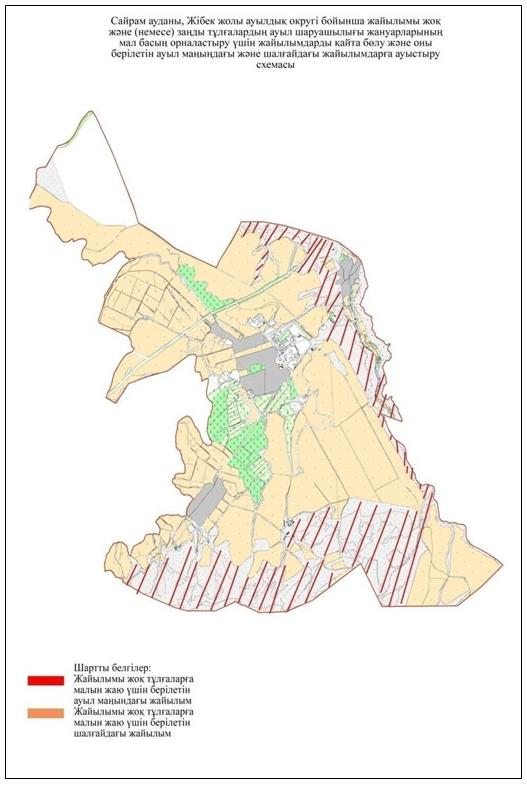 Сайрам ауданы, Жібек жолы ауылдық округі бойынша жайылымы жоқ
және (немесе) заңды тұлғалардың ауыл шаруашылығы жануарларының
мал басың орналастыру үшін жайылымдарды қайта бөлу және оны
берілетін ауыл маңындағы және шалғайдағы жайылымдарға ауыстыру
схемасы
Шартты белгілер:
Жайылымы жоқ тұлғаларға
малын жаю үшін берілетін
ауыл маңындағы жайылым
Жайылымы жоқ тұлғаларға
малын жаю үшін берілетін
шалғайдағы жайылым